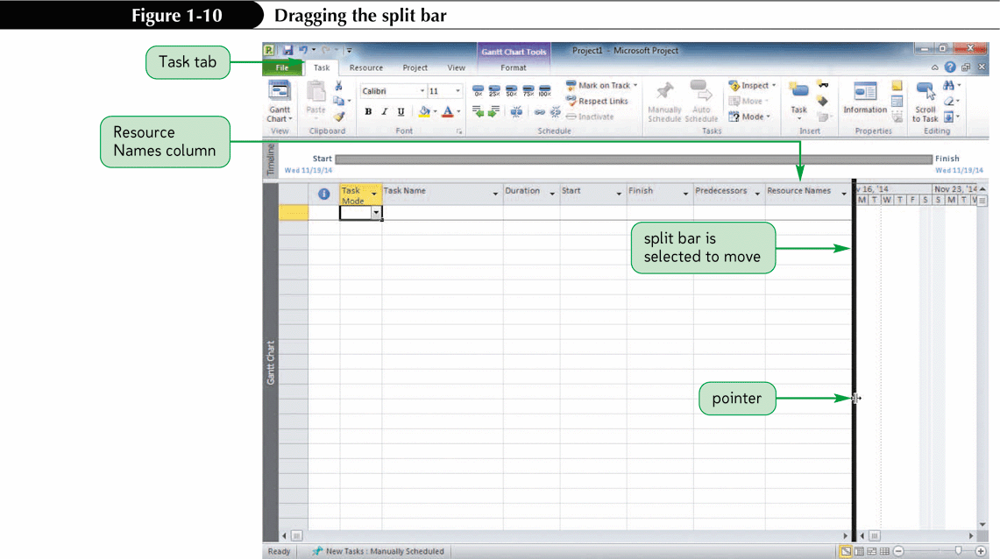 Figure 1-10 Dragging the split bar
Task tab
Resource
Names column
split bar is
selected to move
pointer
Gantt Chart Tools Project1 - Microsoft Project
File Task Resource Project View Format
Gantt
Chart
View
Paste
Clipboard
Calibri 11
B I U A
Font
0% 25% 50% 75% 100%
Mark on Track
Respect Links
Inactivate
Schedule
Manually
Schedule
Auto
Schedule
Inspect
Move
Mode
Tasks
Task
Insert
Information
Properties
Scroll
to Task
Editing
Timeline
Start Finish
Wed 11/19/14 Wed 11/19/14
Task
Mode
Task Name Duration Start Finish Predecessors Resource Names
v 16, '14 Nov 23, '14
M T W T F S S M T W
Gantt Chart
Ready New Tasks : Manually Scheduled